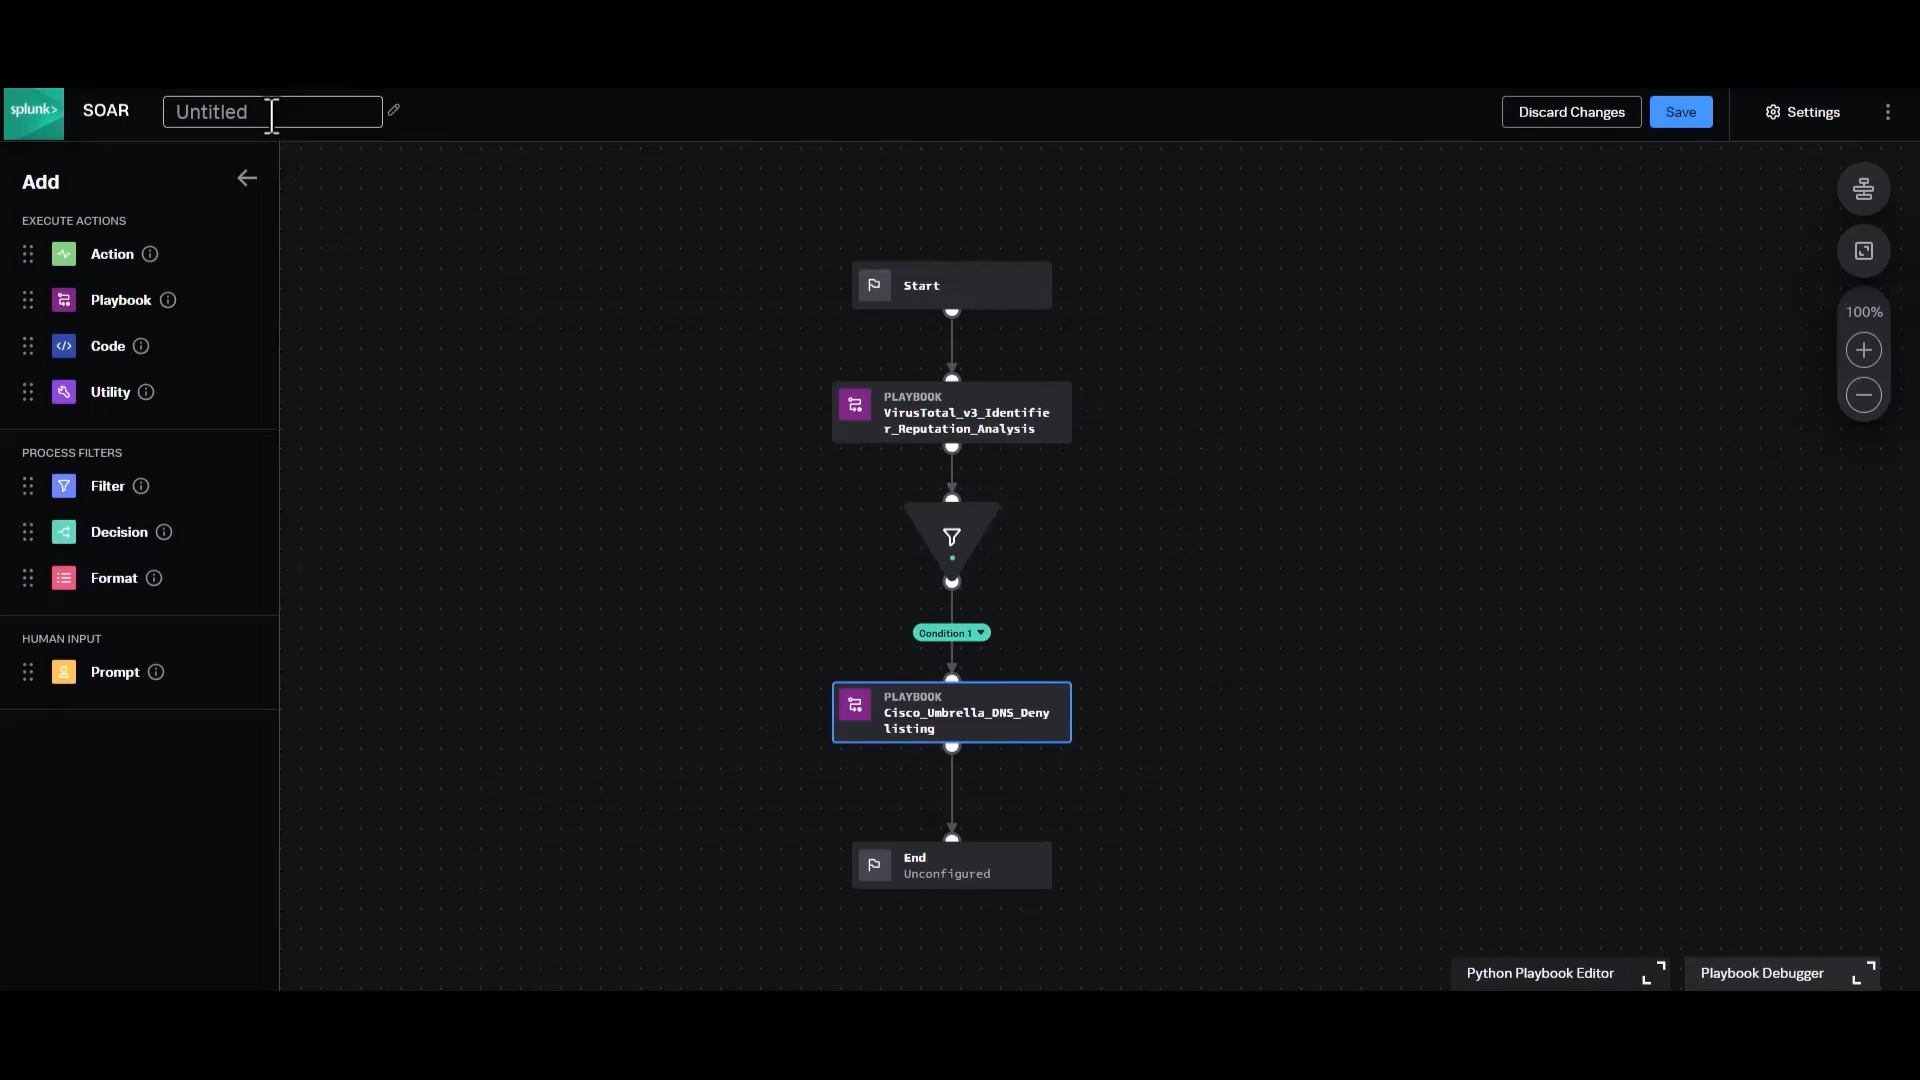 splunk>
SOAR
Untitled
Discard Changes
Save
Settings
Add
EXECUTE ACTIONS
Action
Playbook
Code
Utility
PROCESS FILTERS
Filter
Decision
Format
HUMAN INPUT
Prompt
Start
PLAYBOOK
VirusTotal_v3_Identifie
r_Reputation_Analysis
Condition 1
PLAYBOOK
Cisco_Umbrella_DNS_Deny
listing
End
Unconfigured
100%
Python Playbook Editor
Playbook Debugger